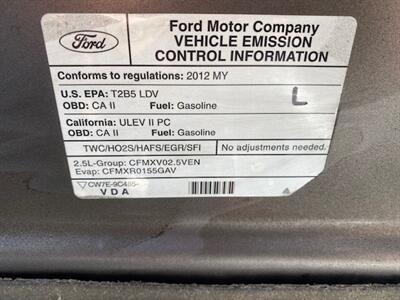 Ford
Ford Motor Company
VEHICLE EMISSION
CONTROL INFORMATION
Conforms to regulations: 2012 MY
U.S. EPA: T2B5 LDV
OBD: CA II Fuel: Gasoline
L
California: ULEV II PC
OBD: CA II Fuel: Gasoline
TWC/HO2S/HAFS/EGR/SFI No adjustments needed.
2.5L-Group: CFMXV02.5VEN
Evap: CFMXR0155GAV
CW7E-9C485-
VDA